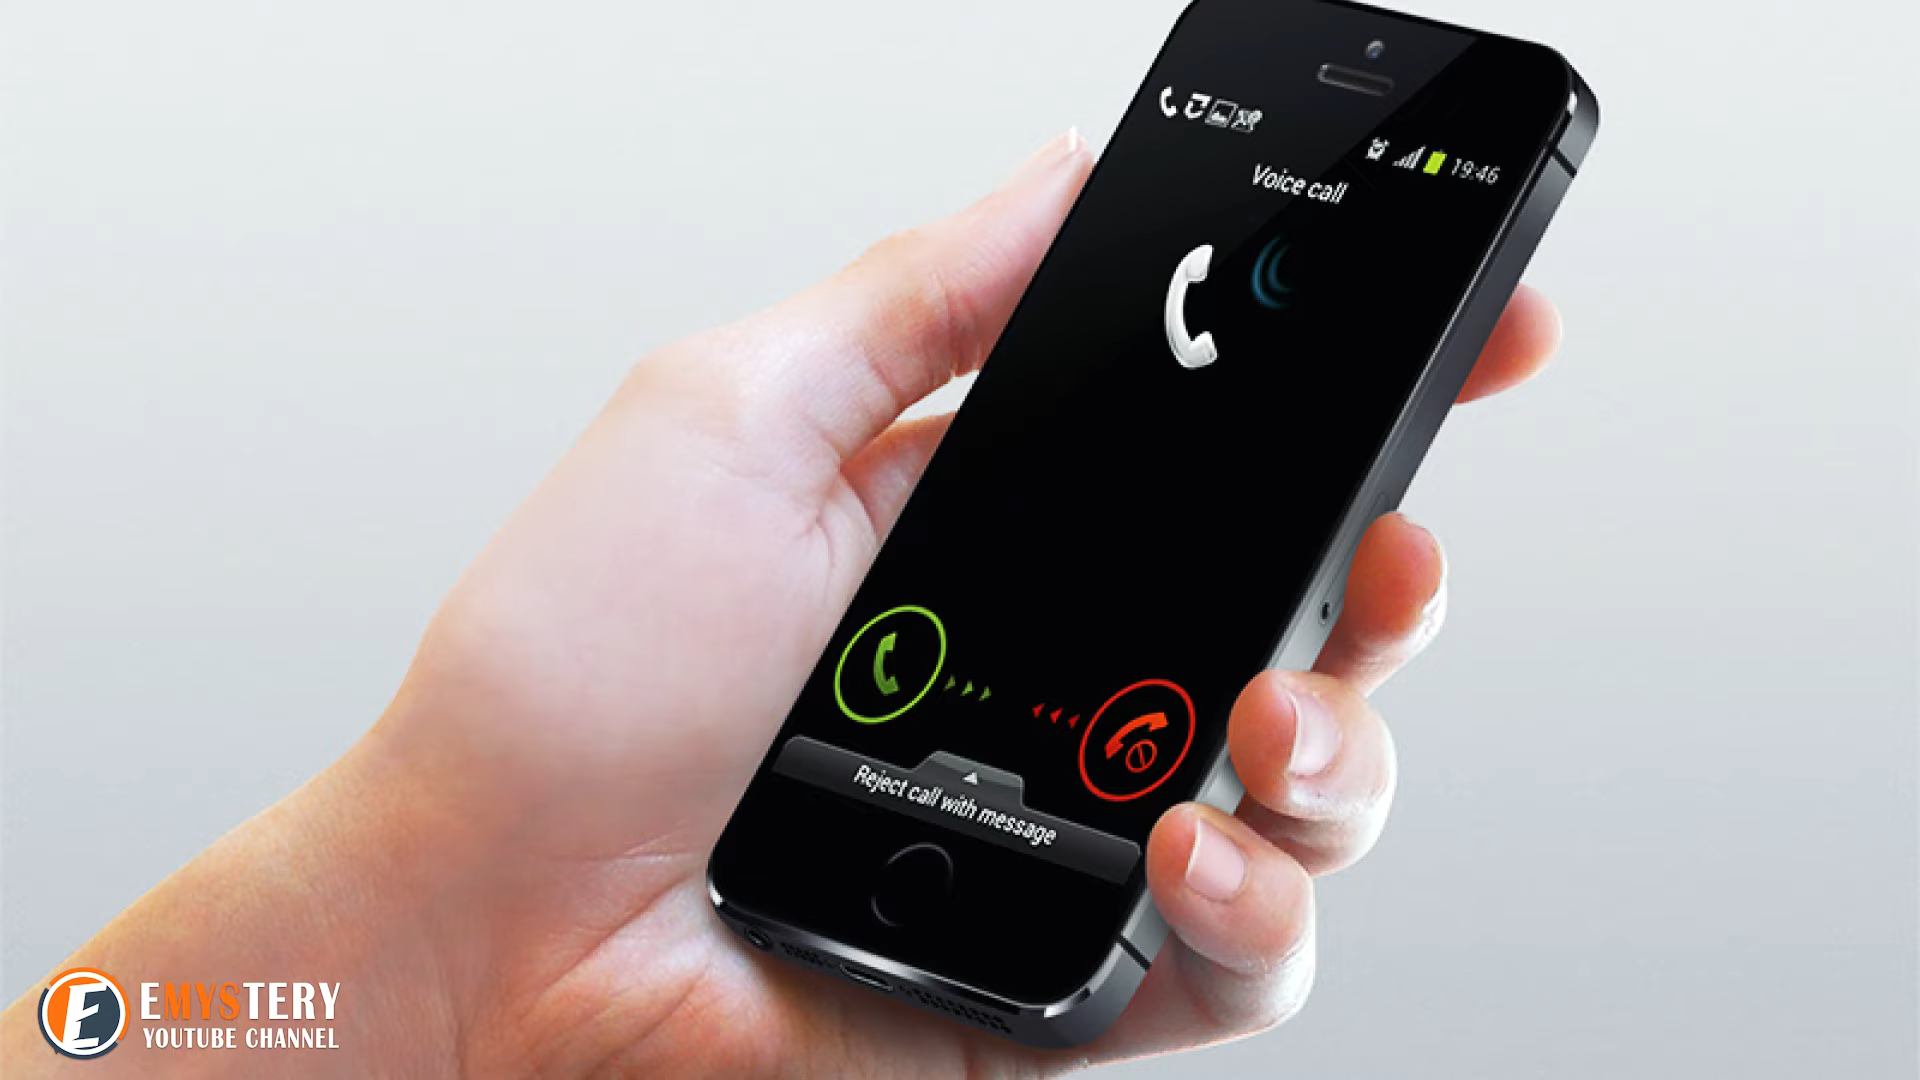 19:46
Voice call
Reject call with message
EMYSTERY
YOUTUBE CHANNEL